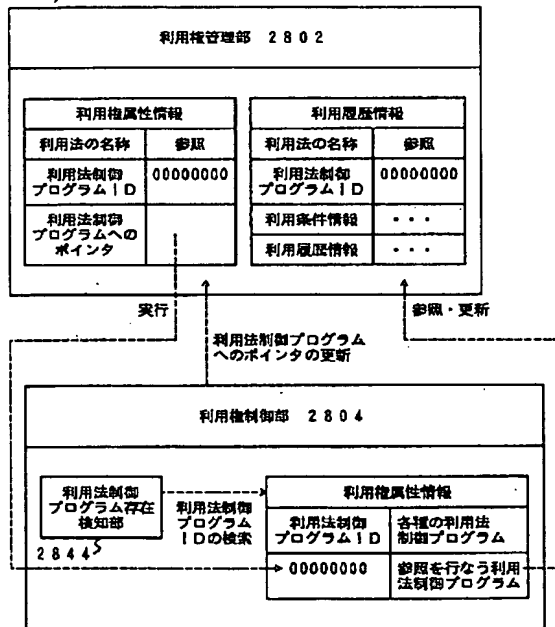 利用権管理部 2802
利用権属性情報
利用法の名称 参照
利用法制御
プログラムID 00000000
利用法制御
プログラムへの
ポインタ
利用履歴情報
利用法の名称 参照
利用法制御
プログラムID 00000000
利用条件情報 ・・・
利用履歴情報 ・・・
実行
参照・更新
利用法制御プログラム
へのポインタの更新
利用権制御部 2804
利用法制御
プログラム存在
検知部
2844
利用法制御
プログラム
IDの検索
利用権属性情報
利用法制御
プログラムID
各種の利用法
制御プログラム
00000000
参照を行なう利用
法制御プログラム